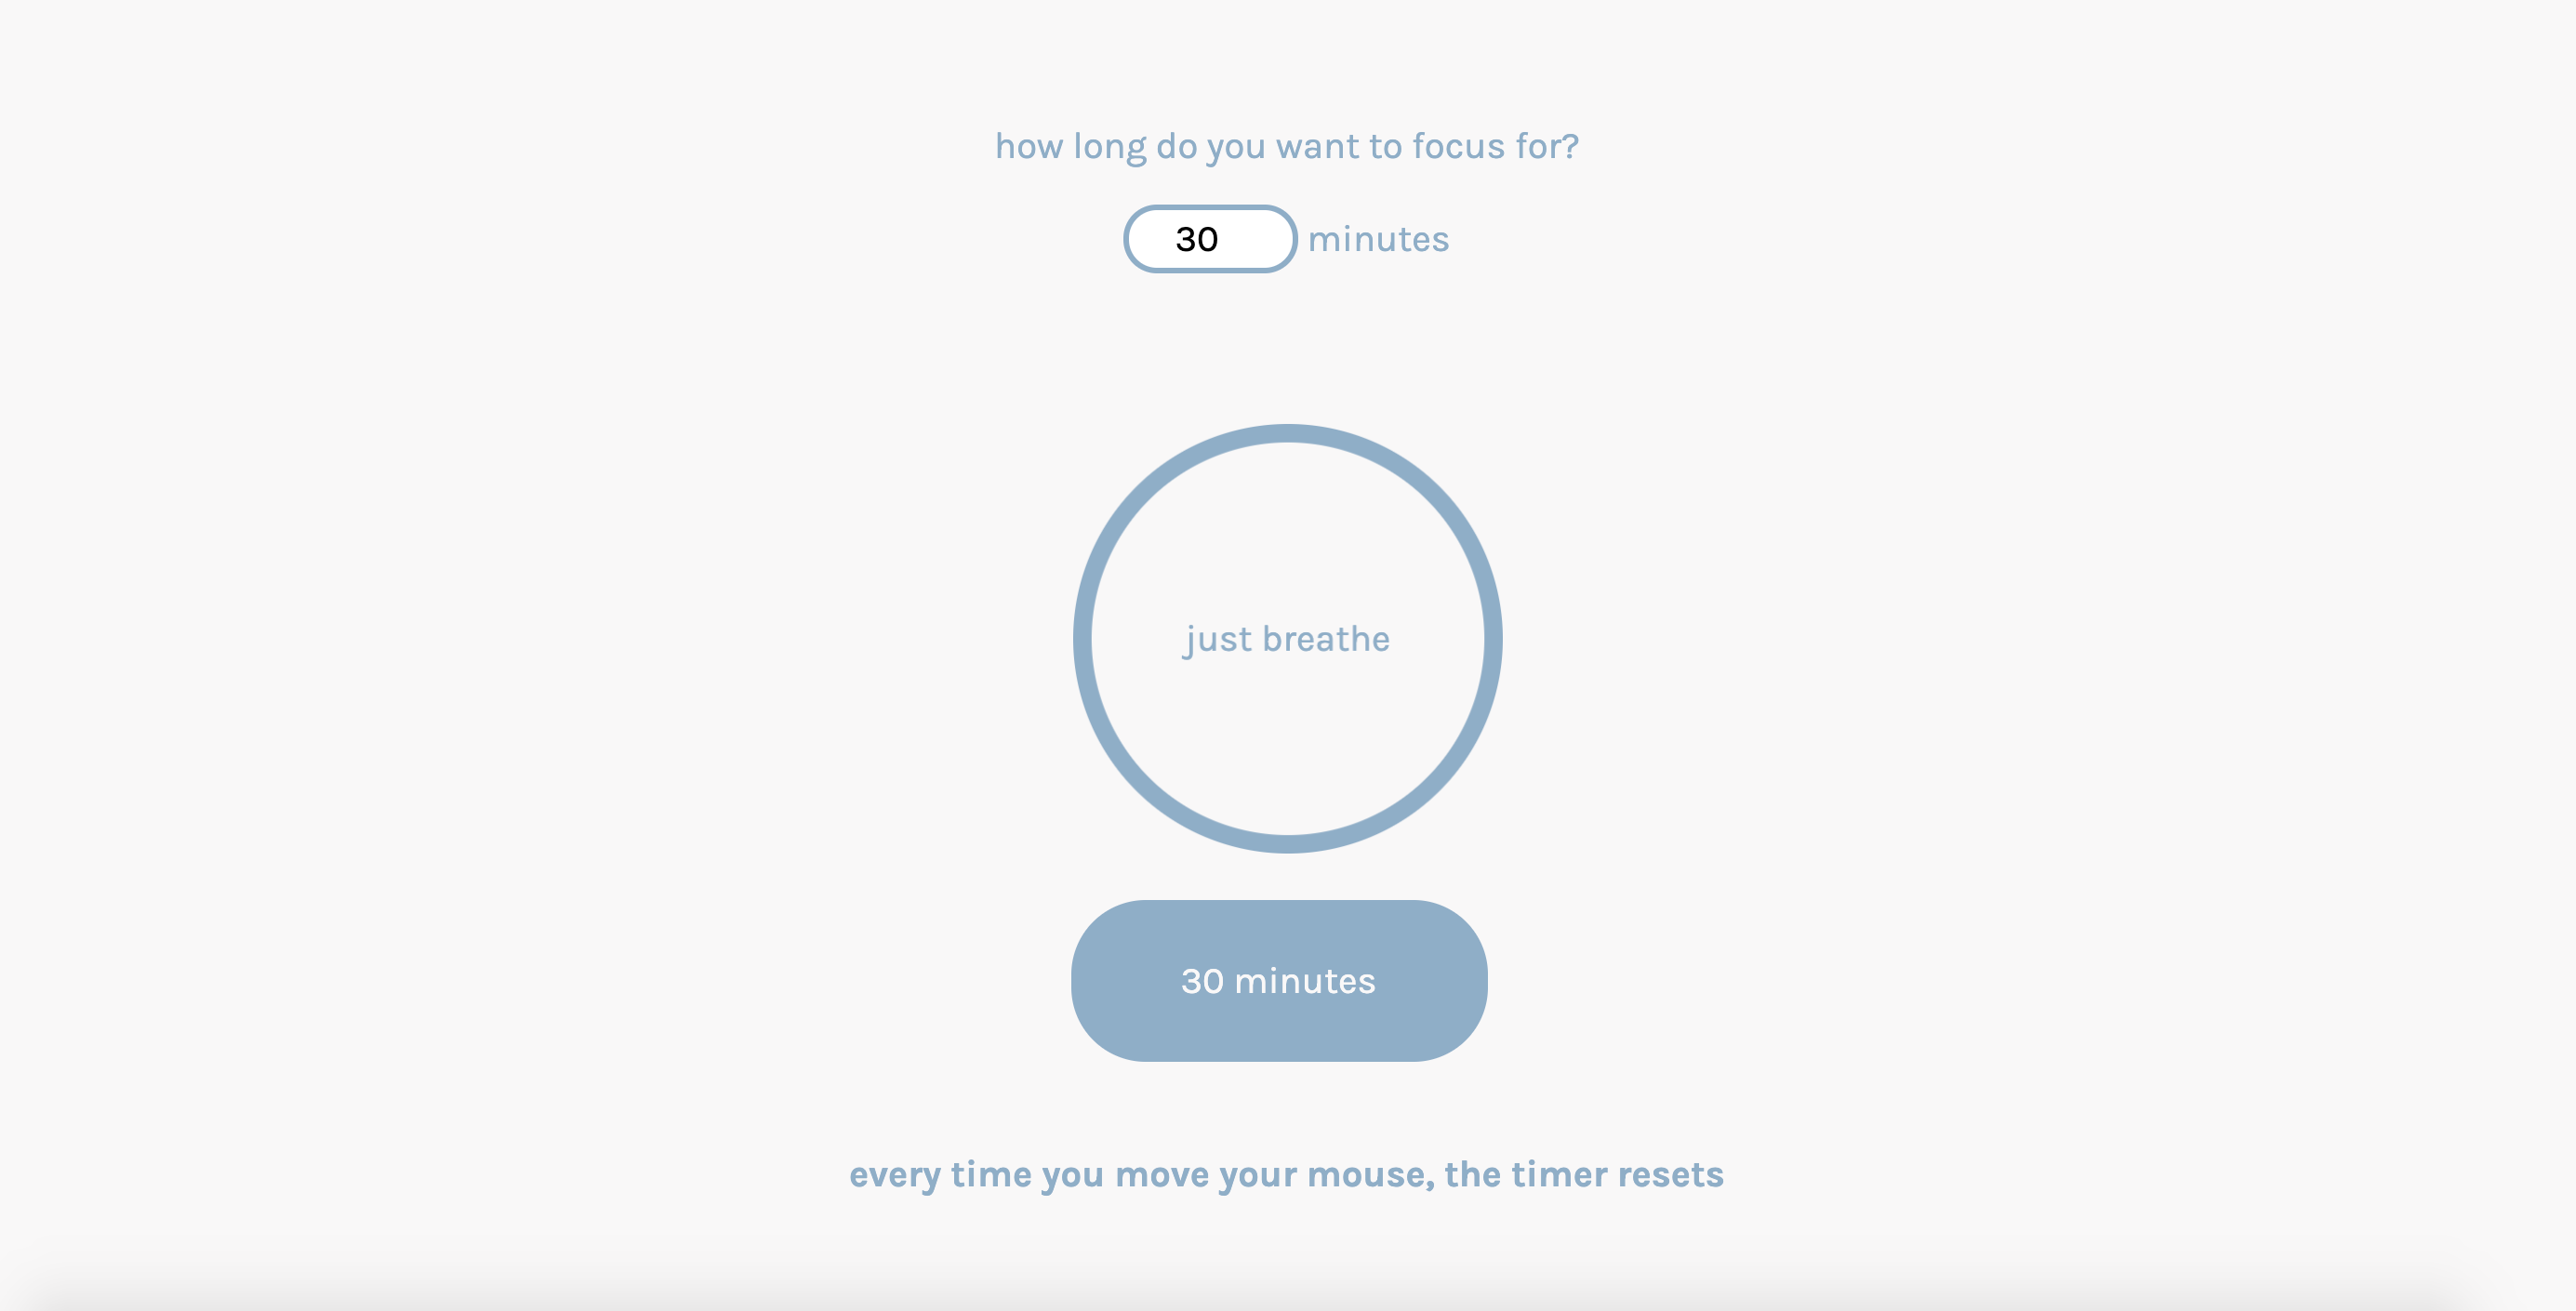 how long do you want to focus for?
30 minutes
just breathe
30 minutes
every time you move your mouse, the timer resets